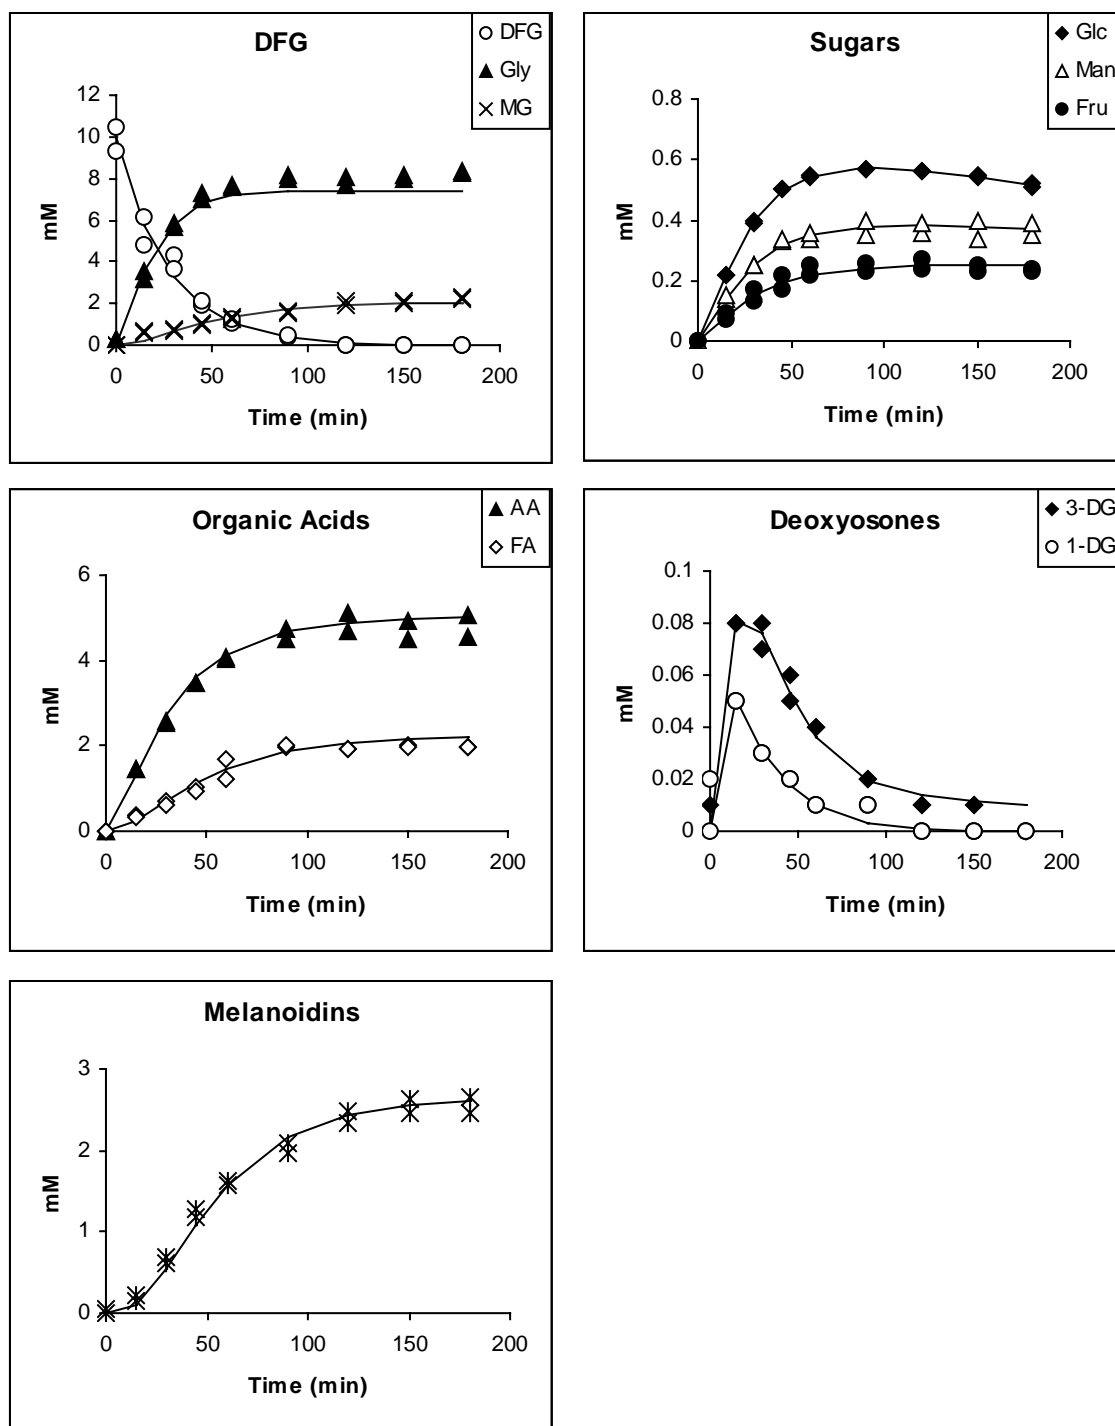 DFG
DFG
Gly
MG
12
10
8
6
4
2
0
mM
0 50 100 150 200
Time (min)
Sugars
Glc
Man
Fru
0.8
0.6
0.4
0.2
0
mM
0 50 100 150 200
Time (min)
Organic Acids
AA
FA
6
4
2
0
mM
0 50 100 150 200
Time (min)
Deoxyosones
3-DG
1-DG
0.1
0.08
0.06
0.04
0.02
0
mM
0 50 100 150 200
Time (min)
Melanoidins
3
2
1
0
mM
0 50 100 150 200
Time (min)